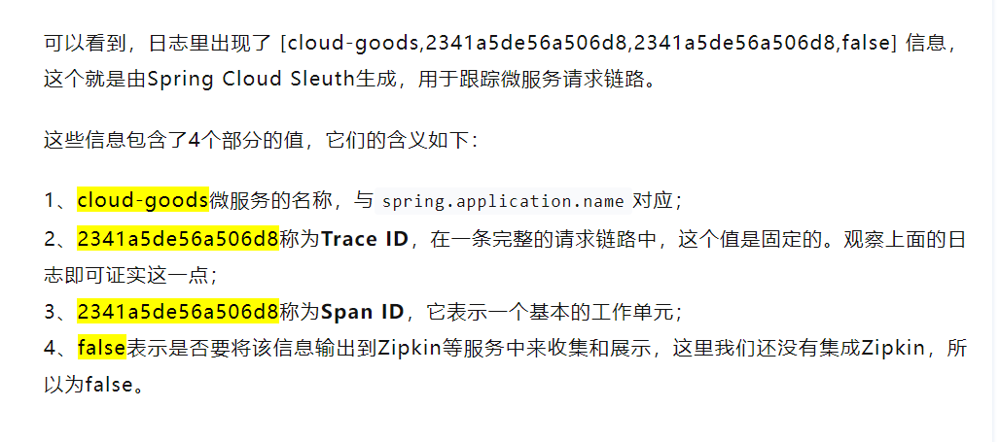 可以看到，日志里出现了 [cloud-goods,2341a5de56a506d8,2341a5de56a506d8,false] 信息，
这个就是由Spring Cloud Sleuth生成，用于跟踪微服务请求链路。
这些信息包含了4个部分的值，它们的含义如下：
1、cloud-goods微服务的名称，与 spring.application.name 对应；
2、2341a5de56a506d8称为Trace ID，在一条完整的请求链路中，这个值是固定的。观察上面的日
志即可证实这一点；
3、2341a5de56a506d8称为Span ID，它表示一个基本的工作单元；
4、false表示是否要将该信息输出到Zipkin等服务中来收集和展示，这里我们还没有集成Zipkin，所
以为false。